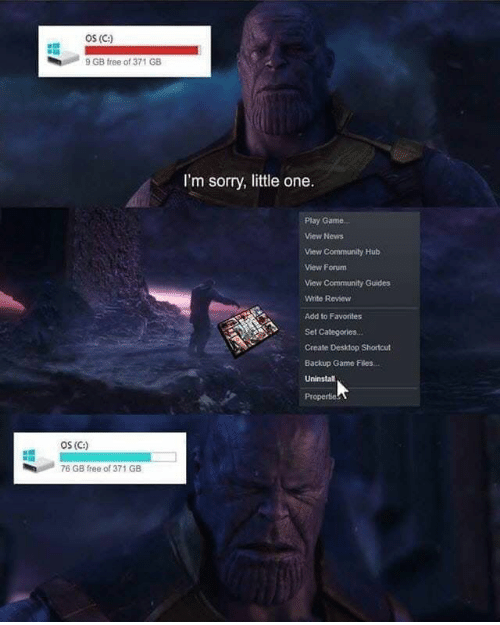 OS (C:)
9 GB free of 371 GB
I'm sorry, little one.
Play Game...
View News
View Community Hub
View Forum
View Community Guides
Write Review
Add to Favorites
Set Categories...
Create Desktop Shortcut
Backup Game Files...
Uninstall
Properties
OS (C:)
76 GB free of 371 GB